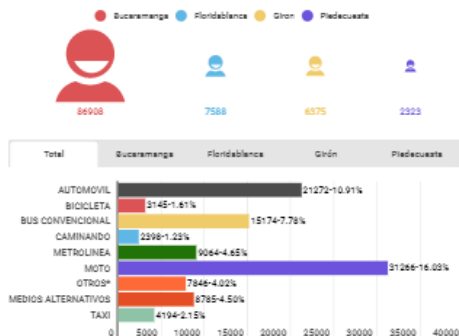 Bucaramanga Floridablanca Giron Piedecuesta
86908 7588 6375 2323
Total Bucaramanga Floridablanca Girón Piedecuesta
AUTOMOVIL 21272-10.91%
BICICLETA 3145-1.61%
BUS CONVENCIONAL 15174-7.78%
CAMINANDO 2398-1.23%
METROLINEA 9064-4.65%
MOTO 31266-16.03%
OTROS* 7846-4.02%
MEDIOS ALTERNATIVOS 8785-4.50%
TAXI 4194-2.15%
0 5000 10000 15000 20000 25000 30000 35000 40000